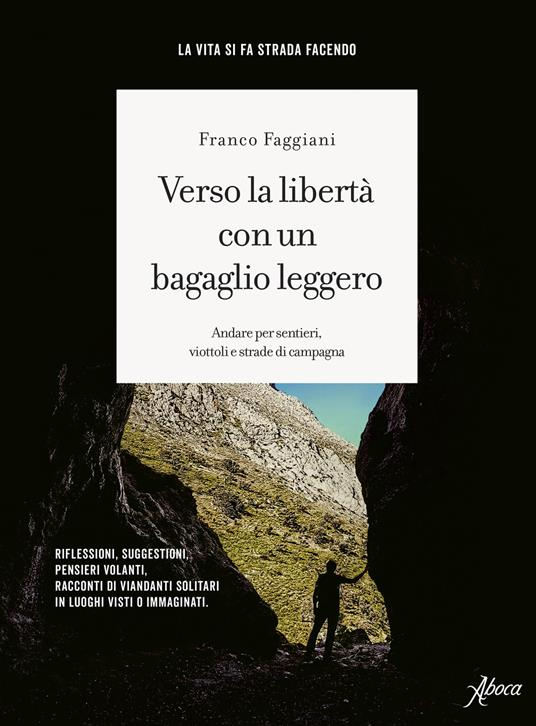 LA VITA SI FA STRADA FACENDO
Franco Faggiani
Verso la libertà
con un
bagaglio leggero
Andare per sentieri,
viottoli e strade di campagna
RIFLESSIONI, SUGGESTIONI,
PENSIERI VOLANTI,
RACCONTI DI VIANDANTI SOLITARI
IN LUOGHI VISTI O IMMAGINATI.
Aboca